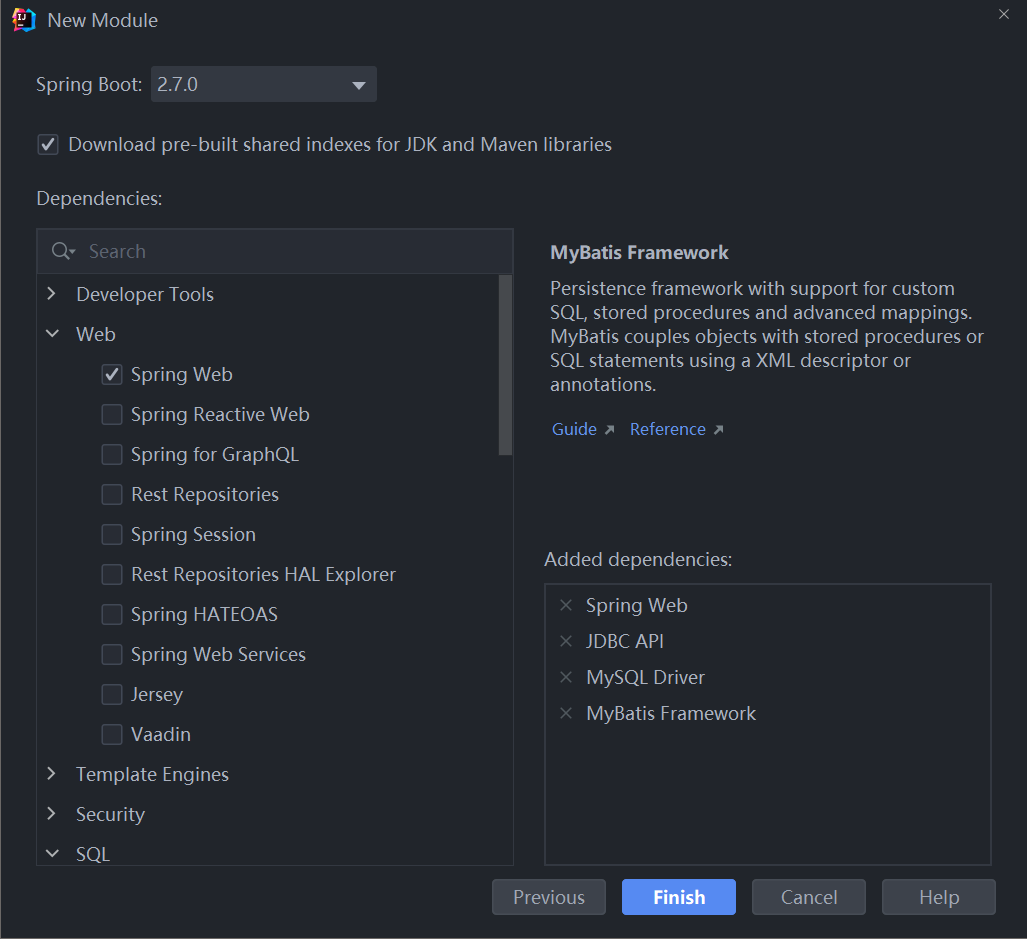 New Module
Spring Boot: 2.7.0
Download pre-built shared indexes for JDK and Maven libraries
Dependencies:
Search
Developer Tools
Web
Spring Web
Spring Reactive Web
Spring for GraphQL
Rest Repositories
Spring Session
Rest Repositories HAL Explorer
Spring HATEOAS
Spring Web Services
Jersey
Vaadin
Template Engines
Security
SQL
MyBatis Framework
Persistence framework with support for custom
SQL, stored procedures and advanced mappings.
MyBatis couples objects with stored procedures or
SQL statements using a XML descriptor or
annotations.
Guide Reference
Added dependencies:
Spring Web
JDBC API
MySQL Driver
MyBatis Framework
Previous Finish Cancel Help